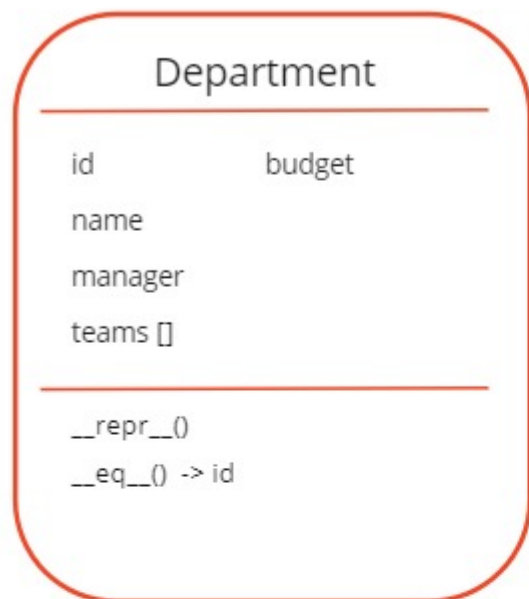 Department
id budget
name
manager
teams []
__repr__()
__eq__() -> id